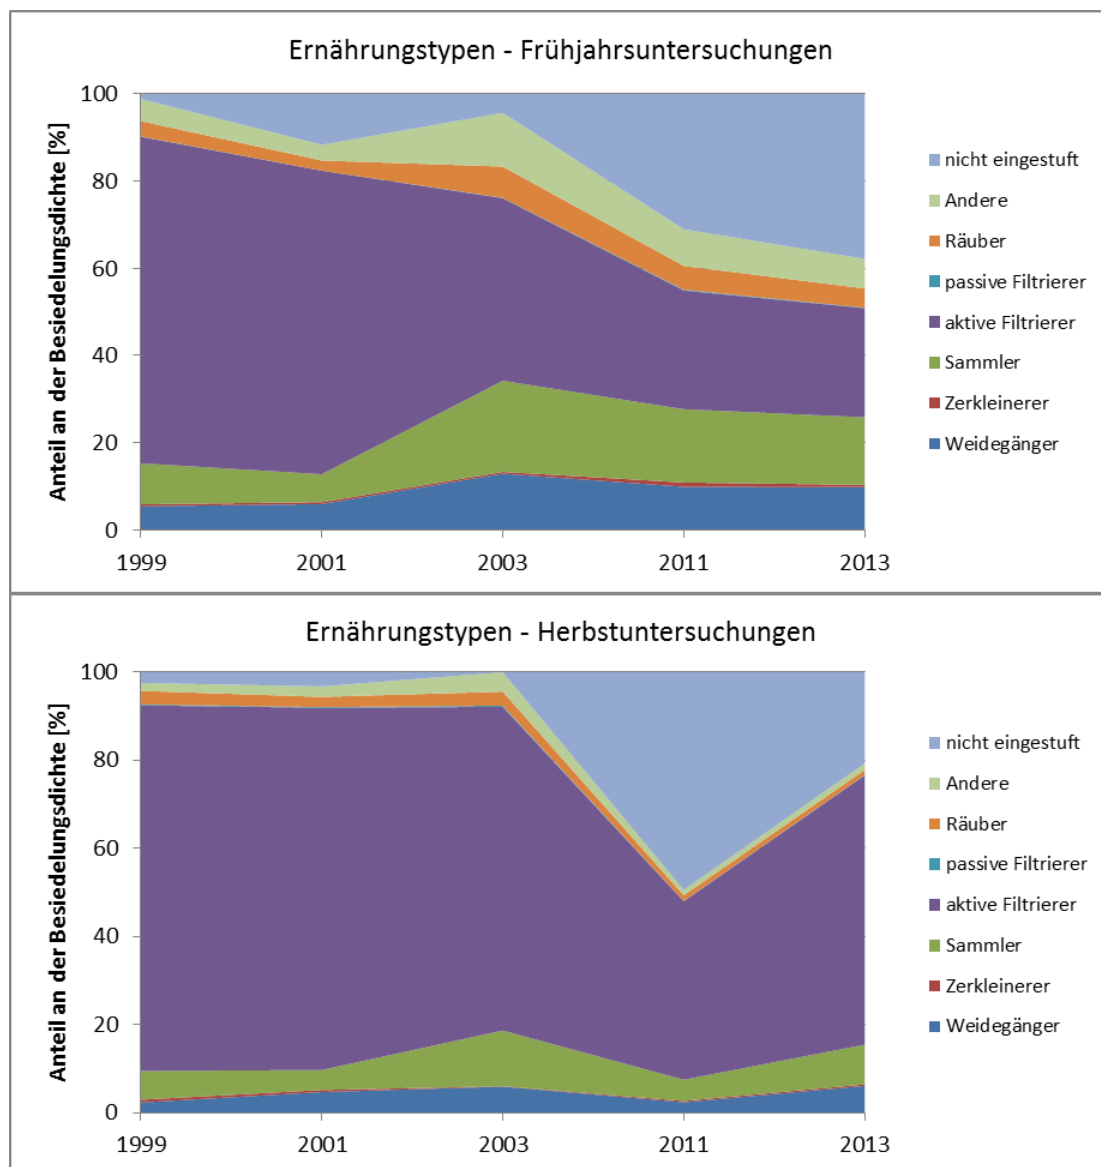 Ernährungstypen - Frühjahrsuntersuchungen
Anteil an der Besiedelungsdichte [%]
100
80
60
40
20
0
1999 2001 2003 2011 2013
nicht eingestuft
Andere
Räuber
passive Filtrierer
aktive Filtrierer
Sammler
Zerkleinerer
Weidegänger
Ernährungstypen - Herbstuntersuchungen
Anteil an der Besiedelungsdichte [%]
100
80
60
40
20
0
1999 2001 2003 2011 2013
nicht eingestuft
Andere
Räuber
passive Filtrierer
aktive Filtrierer
Sammler
Zerkleinerer
Weidegänger